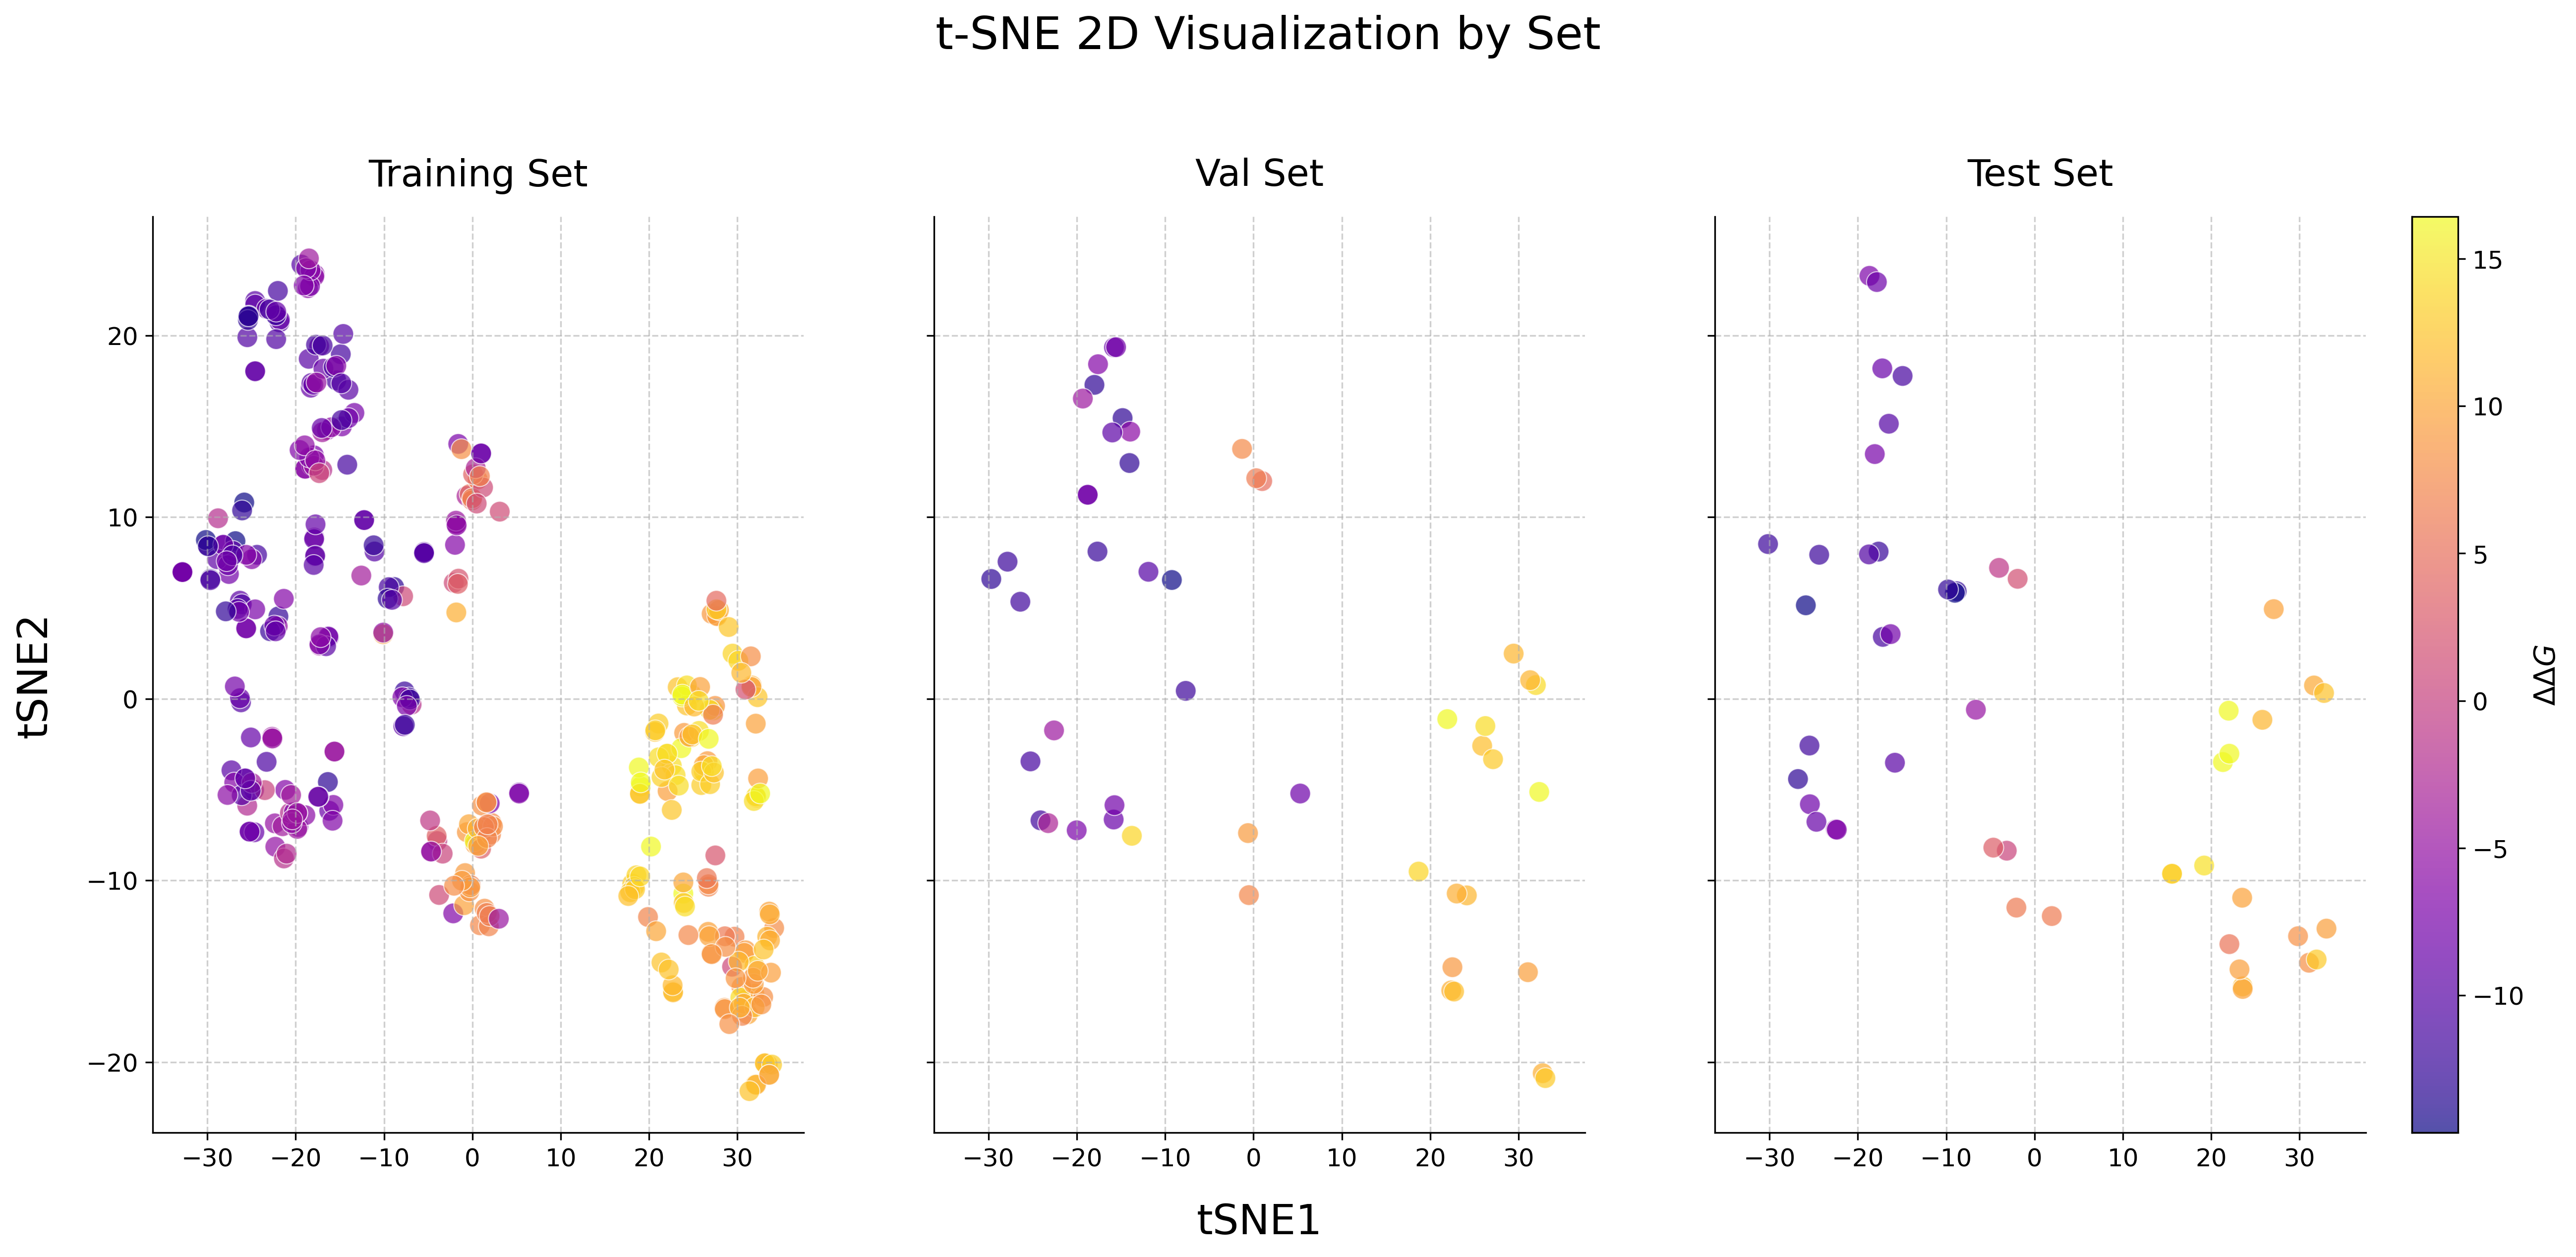 t-SNE 2D Visualization by Set
Training Set
Val Set
Test Set
tSNE2
20
10
0
−10
−20
−30 −20 −10 0 10 20 30
−30 −20 −10 0 10 20 30
−30 −20 −10 0 10 20 30
tSNE1
15
10
5
0
−5
−10
ΔΔG